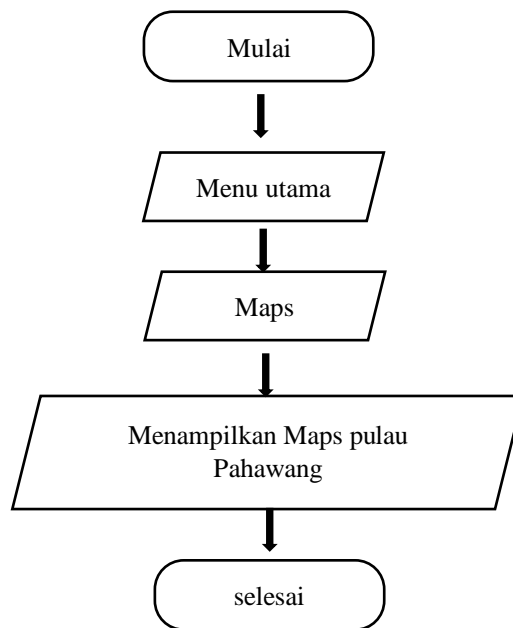 Mulai
Menu utama
Maps
Menampilkan Maps pulau
Pahawang
selesai